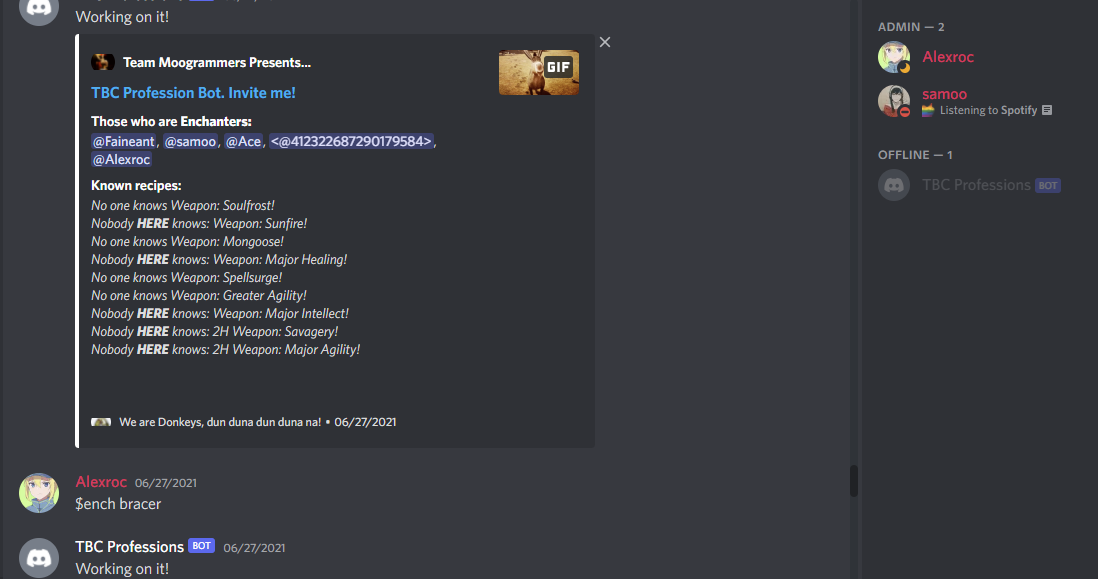 Working on it!
Team Moogrammers Presents...
GIF
TBC Profession Bot. Invite me!
Those who are Enchanters:
@Faineant, @samoo, @Ace, <@412322687290179584>,
@Alexroc
Known recipes:
No one knows Weapon: Soulfrost!
Nobody HERE knows: Weapon: Sunfire!
No one knows Weapon: Mongoose!
Nobody HERE knows: Weapon: Major Healing!
No one knows Weapon: Spellsurge!
No one knows Weapon: Greater Agility!
Nobody HERE knows: Weapon: Major Intellect!
Nobody HERE knows: 2H Weapon: Savagery!
Nobody HERE knows: 2H Weapon: Major Agility!
We are Donkeys, dun duna dun duna na! • 06/27/2021
Alexroc 06/27/2021
$ench bracer
TBC Professions BOT 06/27/2021
Working on it!
ADMIN — 2
Alexroc
samoo
Listening to Spotify
OFFLINE — 1
TBC Professions BOT